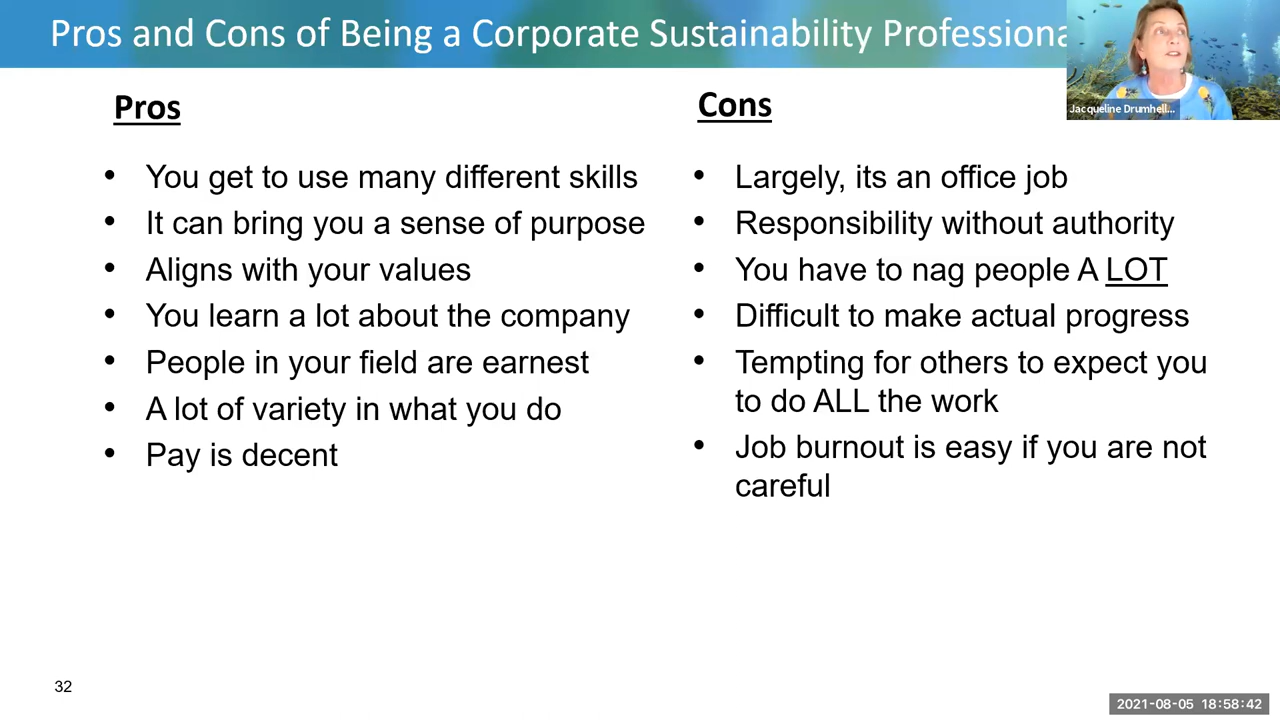 Pros and Cons of Being a Corporate Sustainability Professiona
Jacqueline Drumhell...
Pros
You get to use many different skills
It can bring you a sense of purpose
Aligns with your values
You learn a lot about the company
People in your field are earnest
A lot of variety in what you do
Pay is decent
Cons
Largely, its an office job
Responsibility without authority
You have to nag people A LOT
Difficult to make actual progress
Tempting for others to expect you
to do ALL the work
Job burnout is easy if you are not
careful
32
2021-08-05 18:58:42